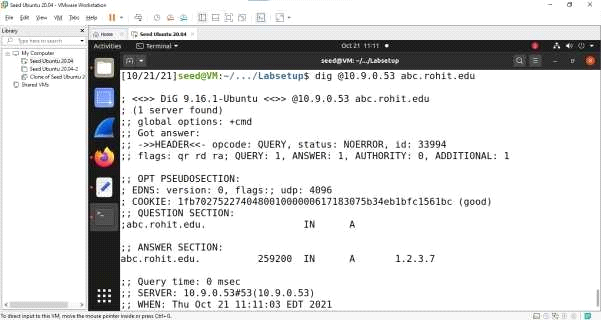 Seed Ubuntu 20.04 - VMware Workstation
File Edit View VM Tabs Help
Library
Home
Seed Ubuntu 20.04
Type here to search
My Computer
Seed Ubuntu 20.04
Seed Ubuntu 20.04-2
Clone of Seed Ubuntu 2
Shared VMs
Activities
Terminal
Oct 21 11:11
seed@VM: ~/.../Labsetup
[10/21/21]seed@VM:~/.../Labsetup$ dig @10.9.0.53 abc.rohit.edu
; <<>> DiG 9.16.1-Ubuntu <<>> @10.9.0.53 abc.rohit.edu
; (1 server found)
;; global options: +cmd
;; Got answer:
;; ->>HEADER<<- opcode: QUERY, status: NOERROR, id: 33994
;; flags: qr rd ra; QUERY: 1, ANSWER: 1, AUTHORITY: 0, ADDITIONAL: 1
;; OPT PSEUDOSECTION:
; EDNS: version: 0, flags:; udp: 4096
; COOKIE: 1fb702752274048001000000617183075b34eb1bfc1561bc (good)
;; QUESTION SECTION:
;abc.rohit.edu. IN A
;; ANSWER SECTION:
abc.rohit.edu. 259200 IN A 1.2.3.7
;; Query time: 0 msec
;; SERVER: 10.9.0.53#53(10.9.0.53)
;; WHEN: Thu Oct 21 11:11:03 EDT 2021
To direct input to this VM, move the mouse pointer inside or press Ctrl+G.